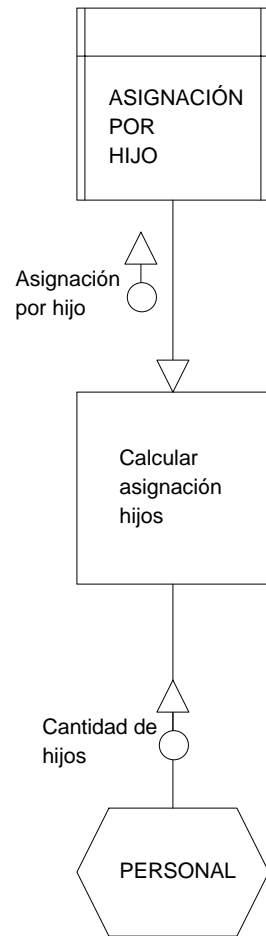 ASIGNACIÓN
POR
HIJO
Asignación
por hijo
Calcular
asignación
hijos
Cantidad de
hijos
PERSONAL